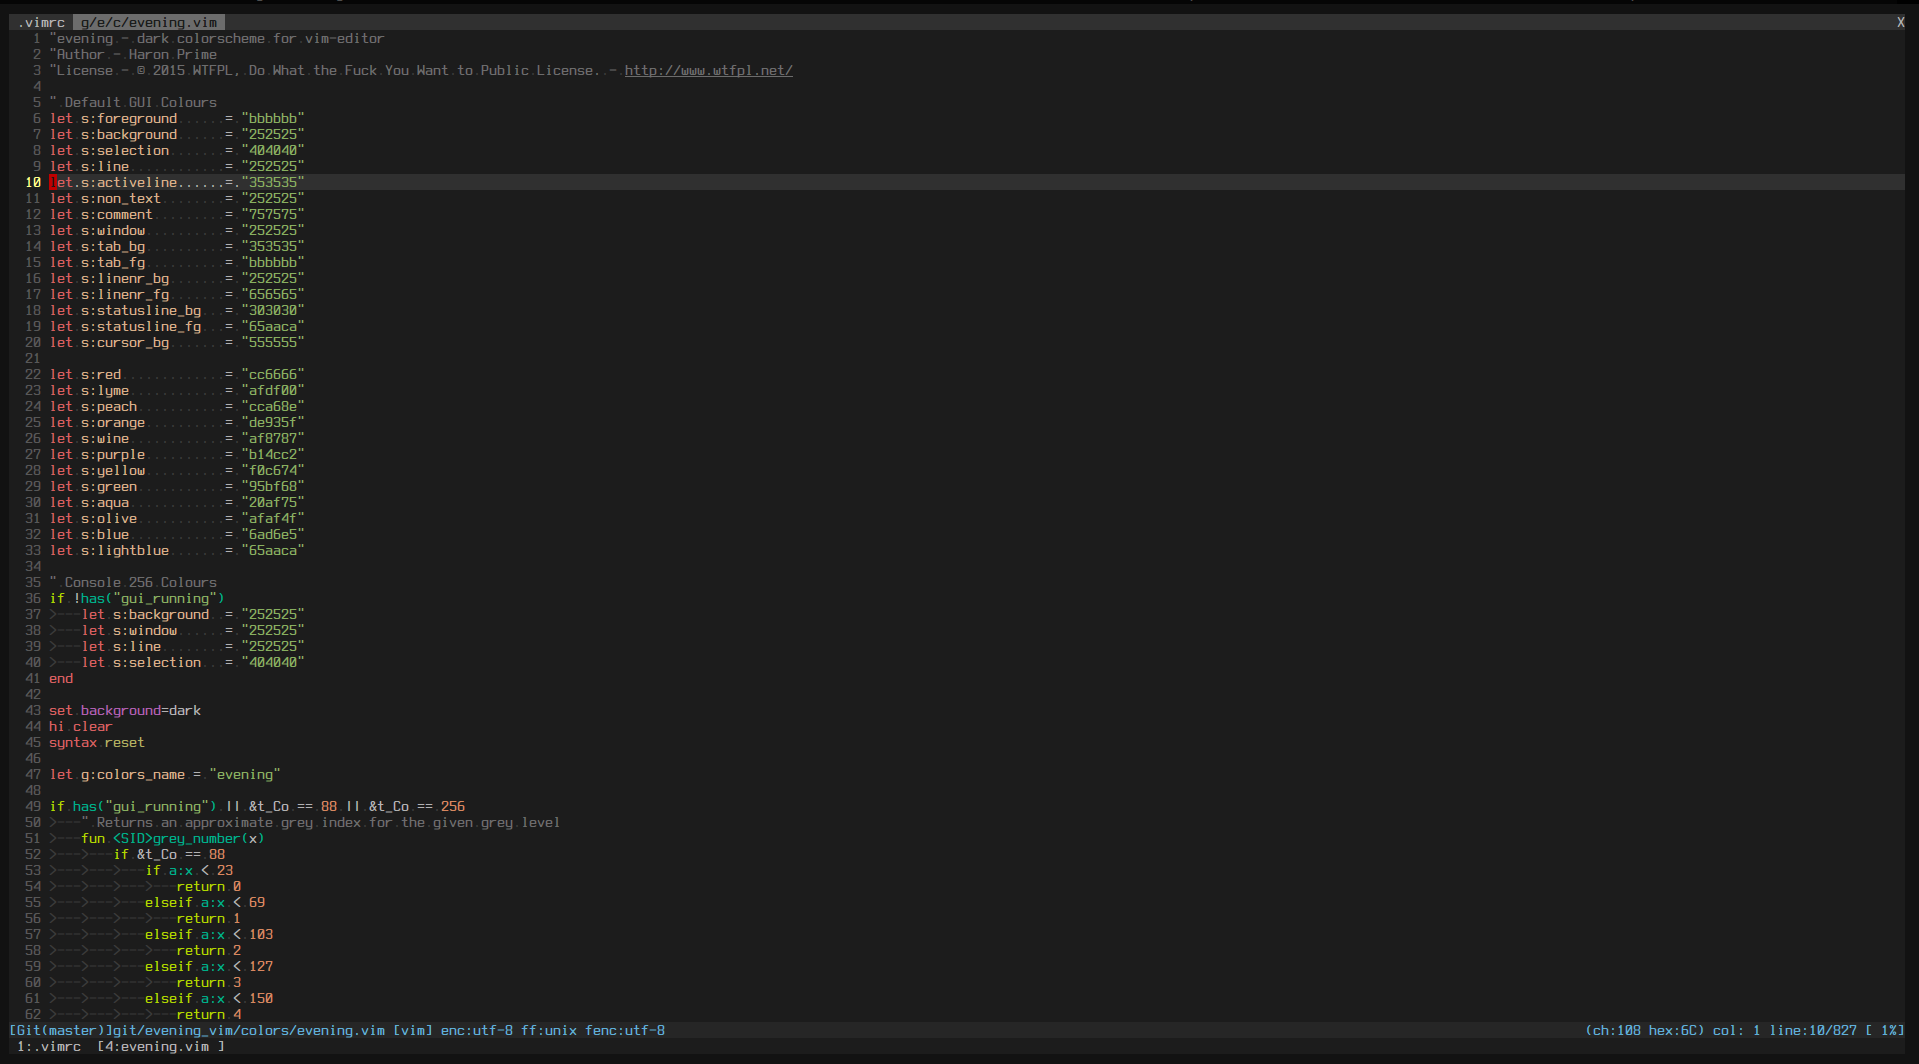 .vimrc g/e/c/evening.vim X
1 "evening.-.dark.colorscheme.for.vim-editor
2 "Author.-.Haron.Prime
3 "License.-.©.2015.WTFPL,.Do.What.the.Fuck.You.Want.to.Public.License..-.http://www.wtfpl.net/
4
5 ".Default.GUI.Colours
6 let.s:foreground......=."bbbbbb"
7 let.s:background......=."252525"
8 let.s:selection.......=."404040"
9 let.s:line............=."252525"
10 let.s:activeline......=."353535"
11 let.s:non_text........=."252525"
12 let.s:comment.........=."757575"
13 let.s:window..........=."252525"
14 let.s:tab_bg..........=."353535"
15 let.s:tab_fg..........=."bbbbbb"
16 let.s:linenr_bg.......=."252525"
17 let.s:linenr_fg.......=."656565"
18 let.s:statusline_bg...=."303030"
19 let.s:statusline_fg...=."65aaca"
20 let.s:cursor_bg.......=."555555"
21
22 let.s:red.............=."cc6666"
23 let.s:lyme............=."afdf00"
24 let.s:peach...........=."cca68e"
25 let.s:orange..........=."de935f"
26 let.s:wine............=."af8787"
27 let.s:purple..........=."b14cc2"
28 let.s:yellow..........=."f0c674"
29 let.s:green...........=."95bf68"
30 let.s:aqua............=."20af75"
31 let.s:olive...........=."afaf4f"
32 let.s:blue............=."6ad6e5"
33 let.s:lightblue.......=."65aaca"
34
35 ".Console.256.Colours
36 if.!has("gui_running")
37 >---let.s:background..=."252525"
38 >---let.s:window......=."252525"
39 >---let.s:line........=."252525"
40 >---let.s:selection...=."404040"
41 end
42
43 set.background=dark
44 hi.clear
45 syntax.reset
46
47 let.g:colors_name.=."evening"
48
49 if.has("gui_running").||.&t_Co.==.88.||.&t_Co.==.256
50 >---".Returns.an.approximate.grey.index.for.the.given.grey.level
51 >---fun.<SID>grey_number(x)
52 >--->---if.&t_Co.==.88
53 >--->--->---if.a:x.<.23
54 >--->--->--->---return.0
55 >--->--->---elseif.a:x.<.69
56 >--->--->--->---return.1
57 >--->--->---elseif.a:x.<.103
58 >--->--->--->---return.2
59 >--->--->---elseif.a:x.<.127
60 >--->--->--->---return.3
61 >--->--->---elseif.a:x.<.150
62 >--->--->--->---return.4
[Git(master)]git/evening_vim/colors/evening.vim [vim] enc:utf-8 ff:unix fenc:utf-8 (ch:108 hex:6C) col: 1 line:10/827 [ 1%]
1:.vimrc [4:evening.vim ]